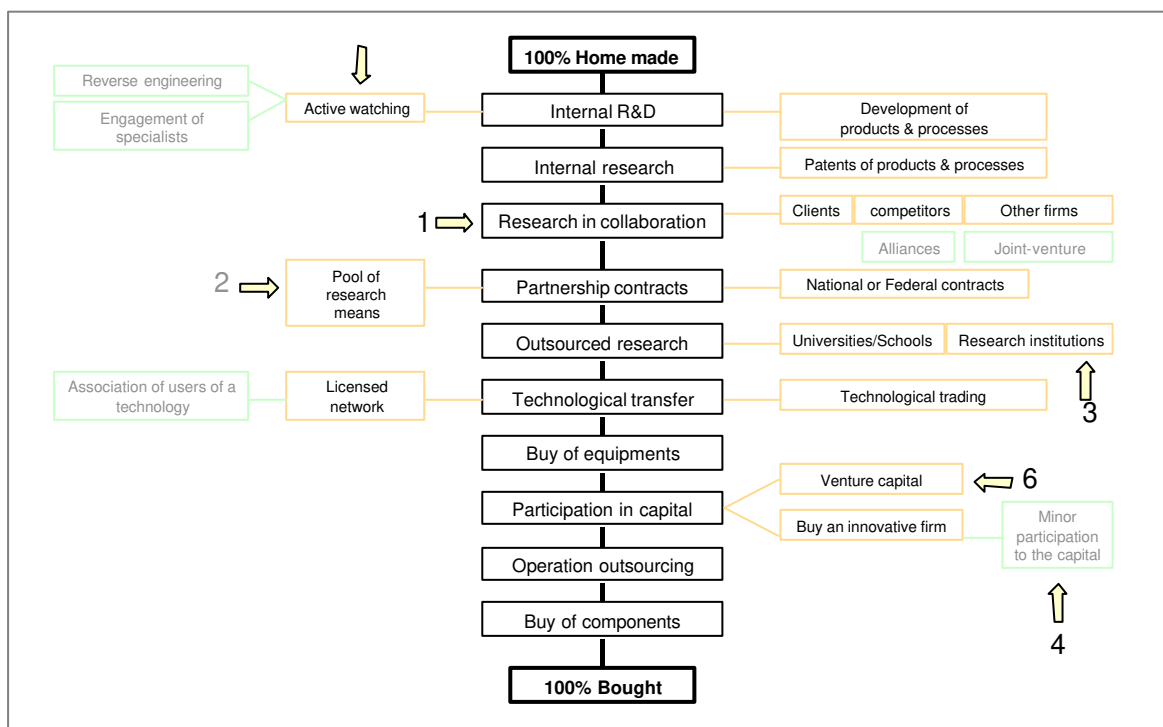 100% Home made
Reverse engineering
Engagement of
specialists
Active watching
Internal R&D
Development of
products & processes
Internal research
Patents of products & processes
1
Research in collaboration
Clients
competitors
Other firms
Alliances
Joint-venture
2
Pool of
research
means
Partnership contracts
National or Federal contracts
Outsourced research
Universities/Schools
Research institutions
3
Association of users of a
technology
Licensed
network
Technological transfer
Technological trading
Buy of equipments
Venture capital
6
Participation in capital
Buy an innovative firm
Minor
participation
to the capital
4
Operation outsourcing
Buy of components
100% Bought